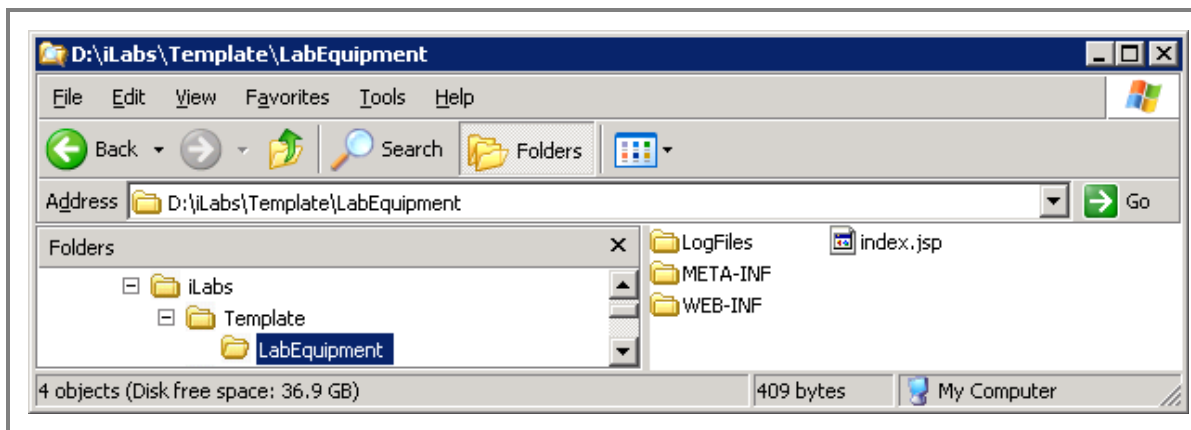 D:\iLabs\Template\LabEquipment
File Edit View Favorites Tools Help
Back Search Folders
Address D:\iLabs\Template\LabEquipment Go
Folders
iLabs
Template
LabEquipment
LogFiles index.jsp
META-INF
WEB-INF
4 objects (Disk free space: 36.9 GB) 409 bytes My Computer